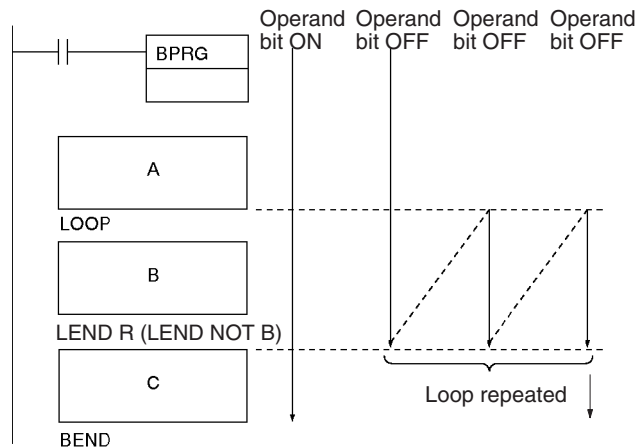 Operand bit ON
Operand bit OFF
Operand bit OFF
Operand bit OFF
BPRG
A
LOOP
B
LEND R (LEND NOT B)
C
Loop repeated
BEND